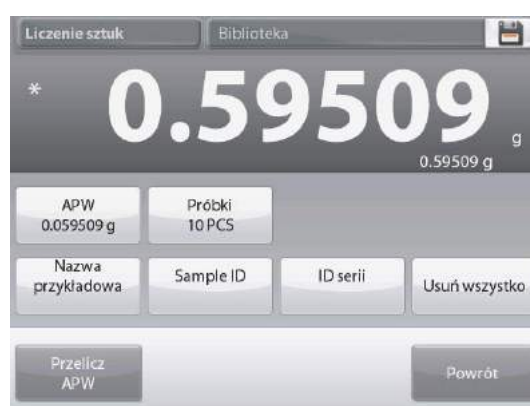 Liczenie sztuk
Biblioteka
* 0.59509 g
0.59509 g
APW
0.059509 g
Próbki
10 PCS
Nazwa
przykładowa
Sample ID
ID serii
Usuń wszystko
Przelicz
APW
Powrót